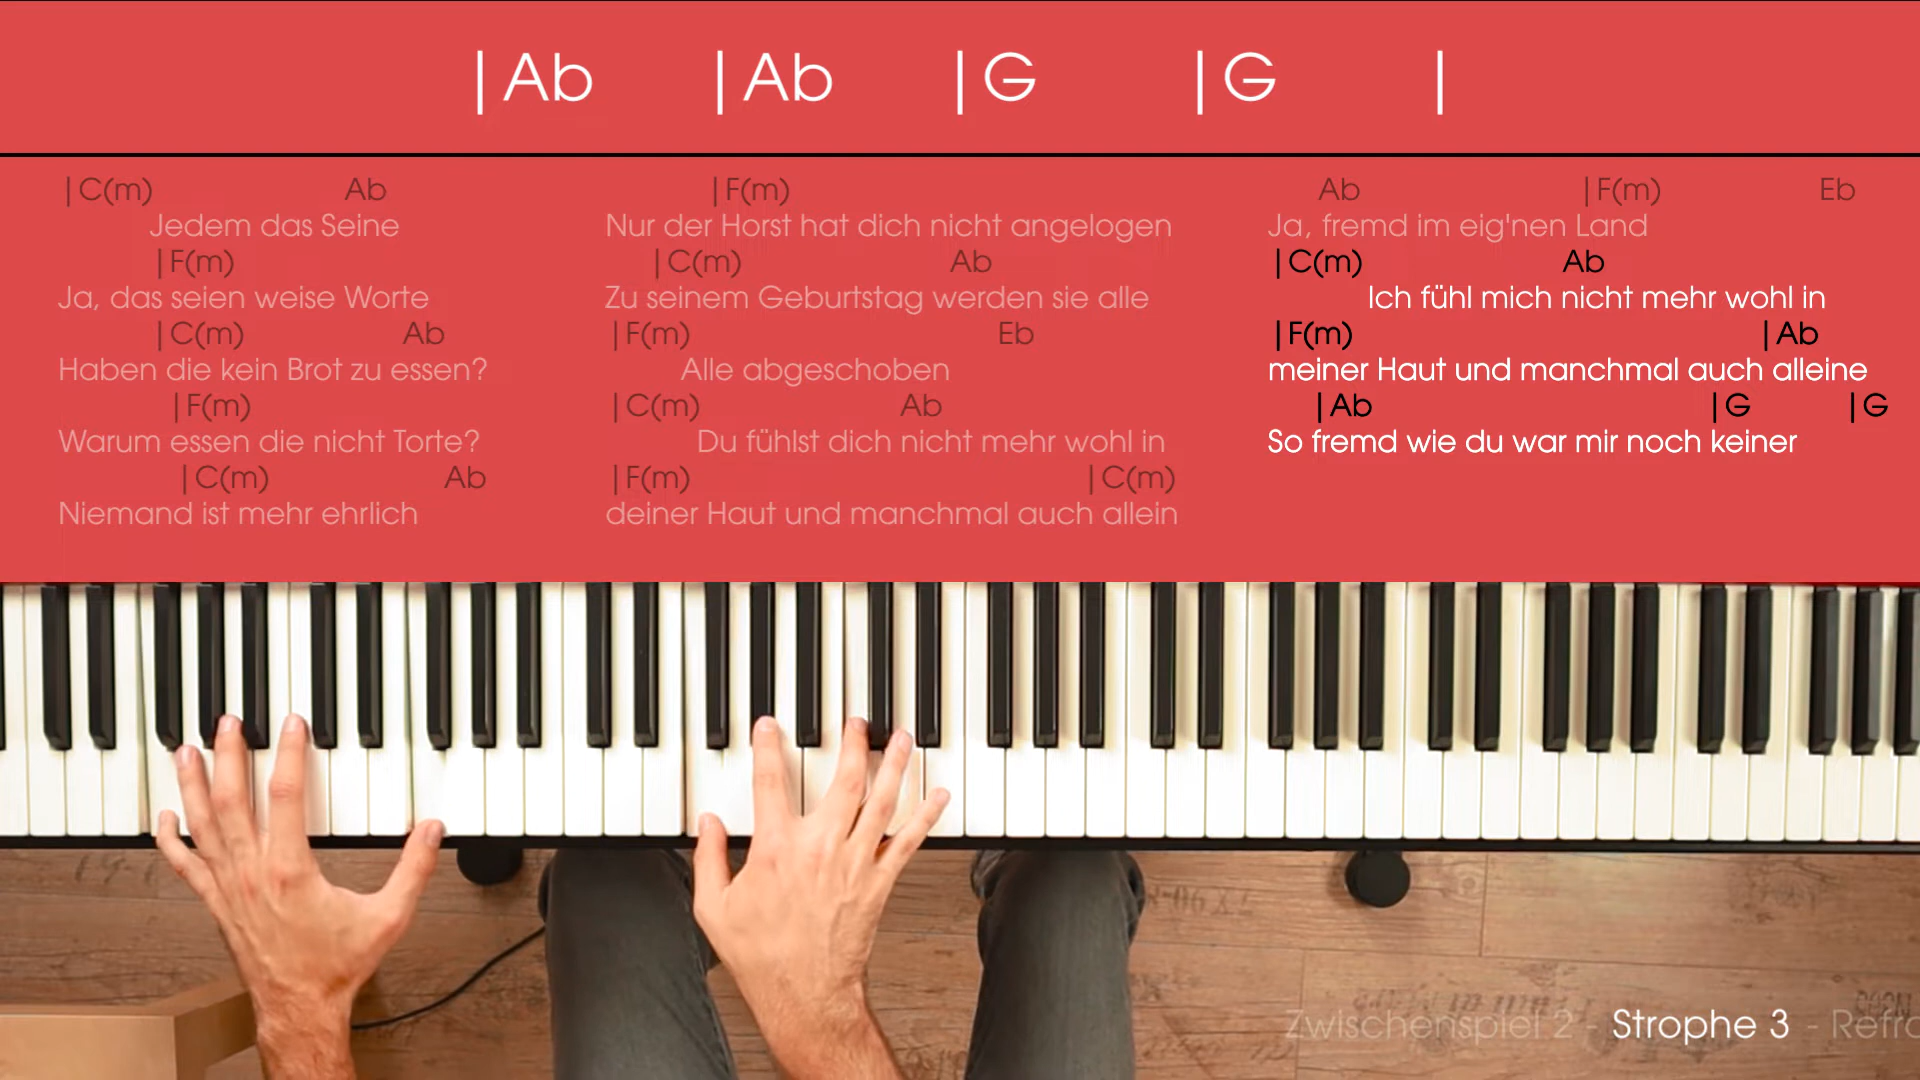 |Ab |Ab |G |G |
|C(m) Ab
Jedem das Seine
|F(m)
Ja, das seien weise Worte
|C(m) Ab
Haben die kein Brot zu essen?
|F(m)
Warum essen die nicht Torte?
|C(m) Ab
Niemand ist mehr ehrlich
|F(m)
Nur der Horst hat dich nicht angelogen
|C(m) Ab
Zu seinem Geburtstag werden sie alle
|F(m) Eb
Alle abgeschoben
|C(m) Ab
Du fühlst dich nicht mehr wohl in
|F(m) |C(m)
deiner Haut und manchmal auch allein
Ab |F(m) Eb
Ja, fremd im eig'nen Land
|C(m) Ab
Ich fühl mich nicht mehr wohl in
|F(m) |Ab
meiner Haut und manchmal auch alleine
|Ab |G |G
So fremd wie du war mir noch keiner
Zwischenspiel 2 - Strophe 3 - Refra